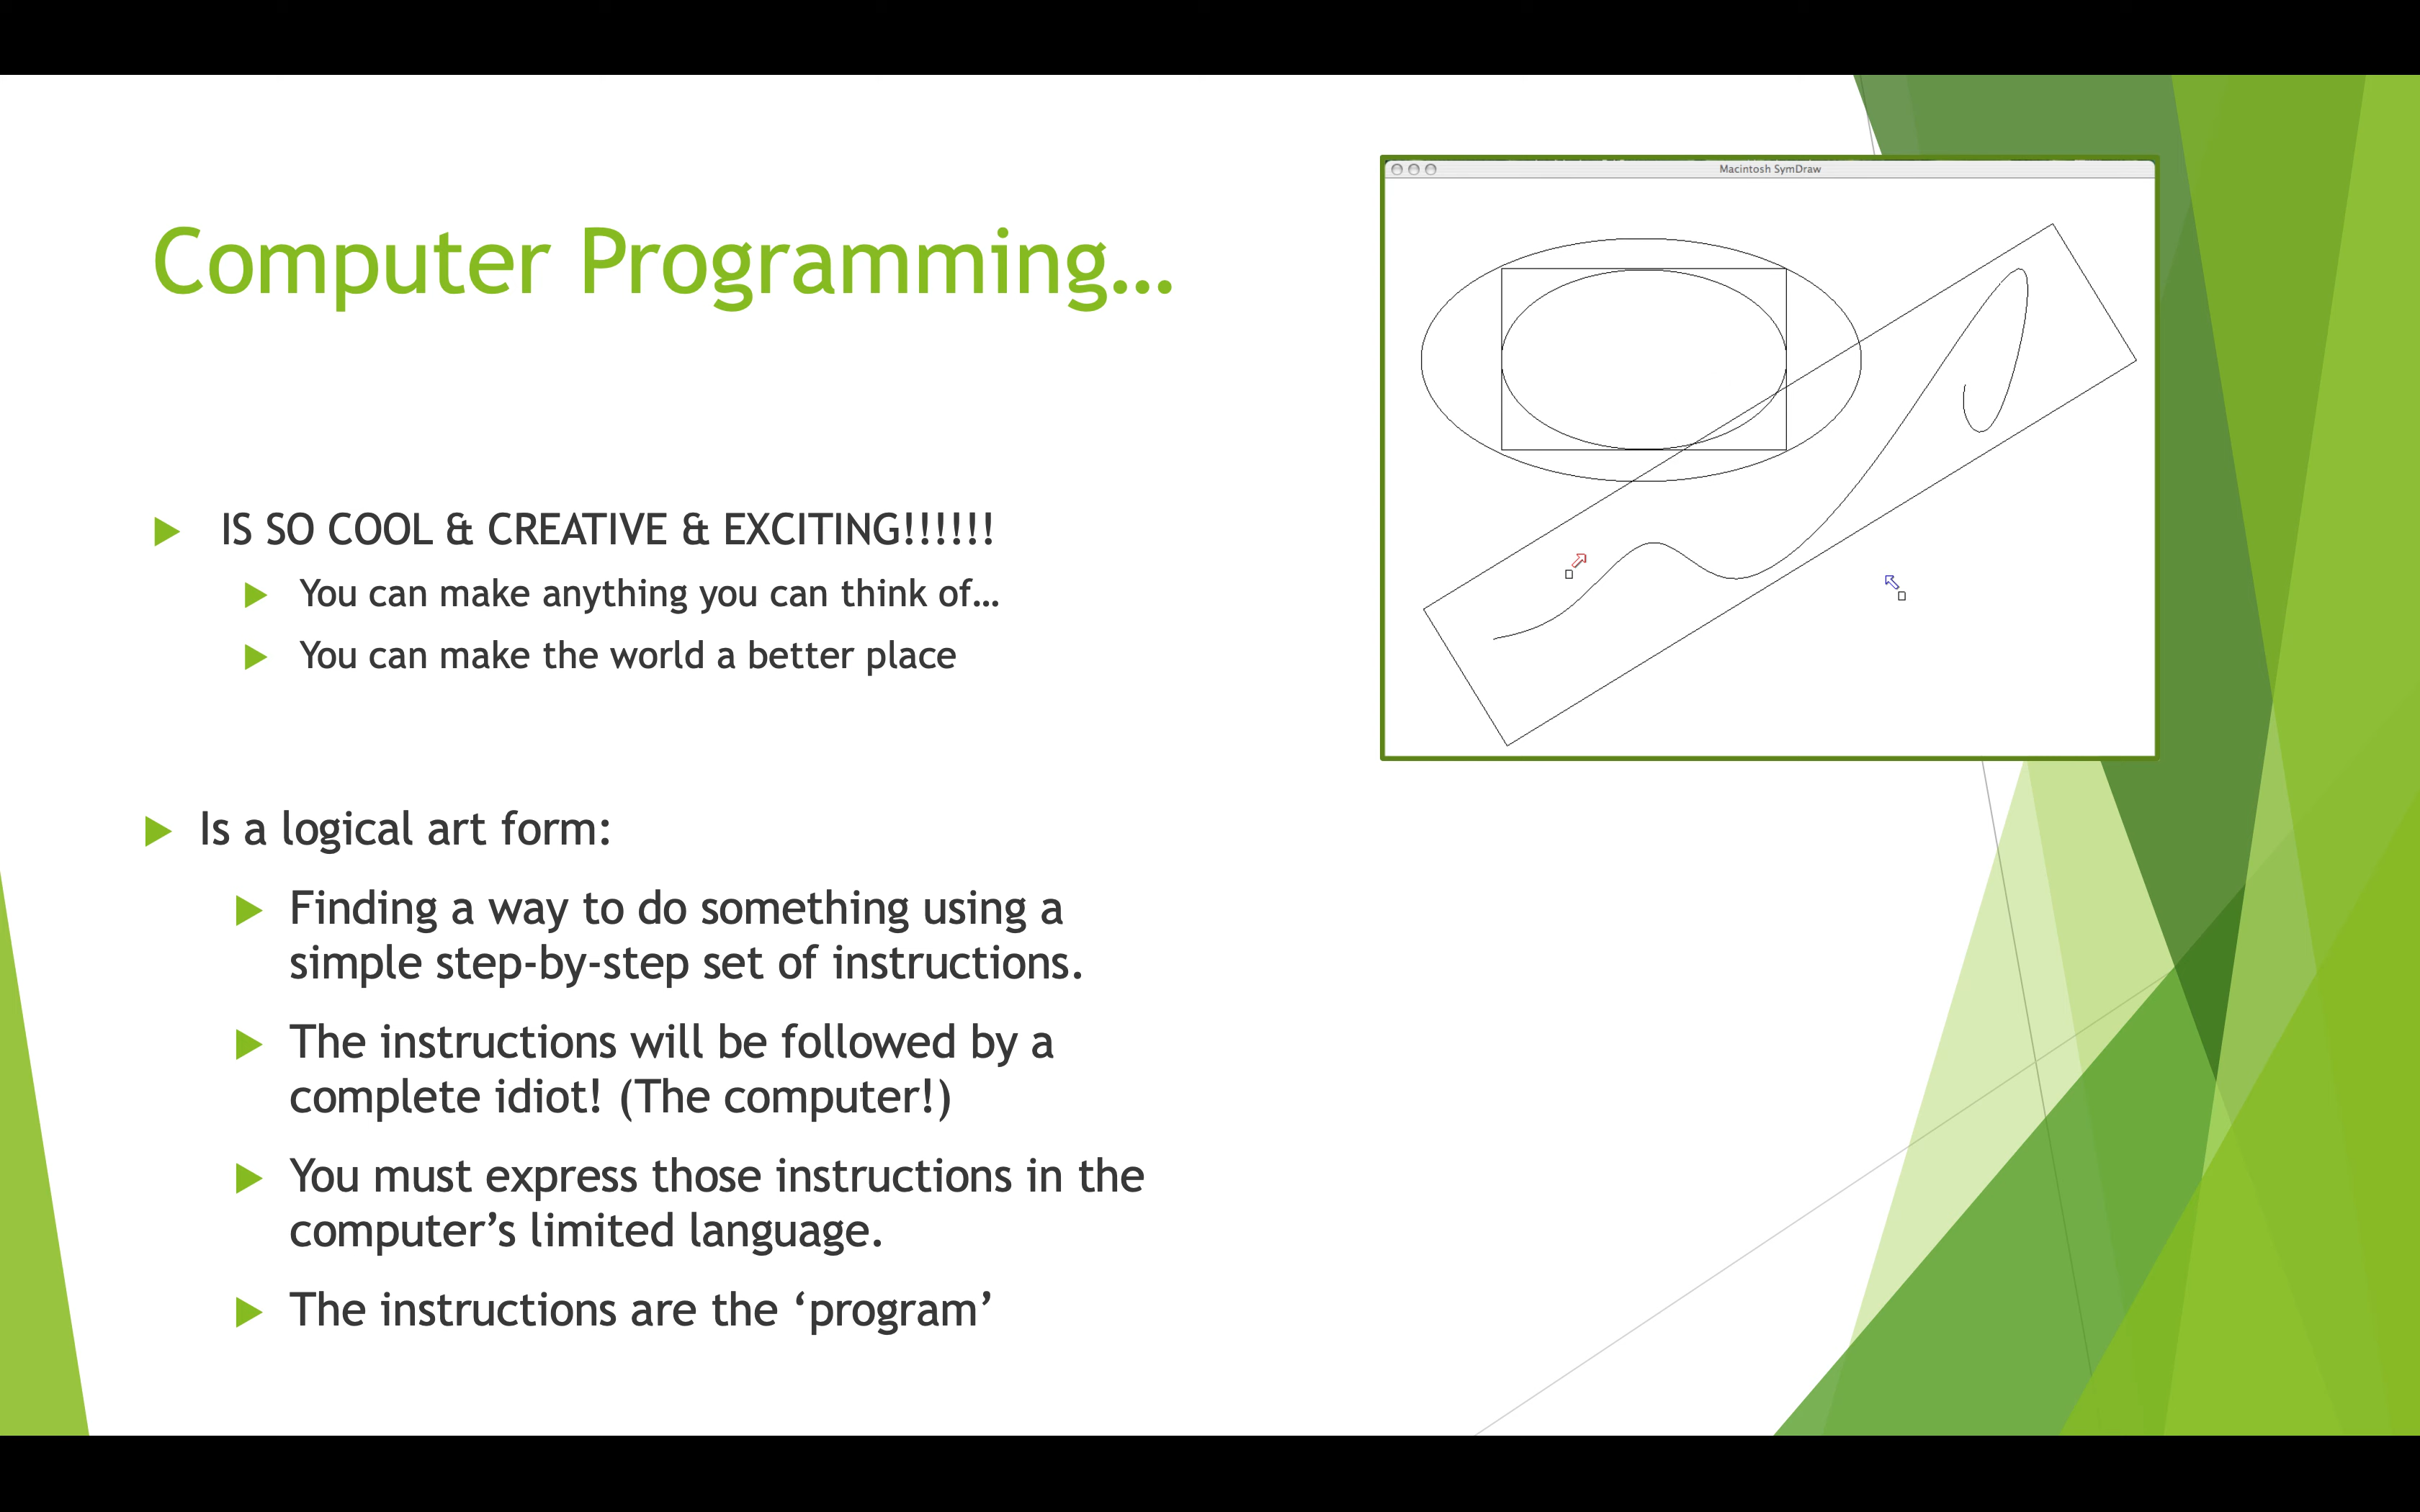 Computer Programming…
IS SO COOL & CREATIVE & EXCITING!!!!!!
You can make anything you can think of…
You can make the world a better place
Is a logical art form:
Finding a way to do something using a
simple step-by-step set of instructions.
The instructions will be followed by a
complete idiot! (The computer!)
You must express those instructions in the
computer’s limited language.
The instructions are the ‘program’
Macintosh SymDraw